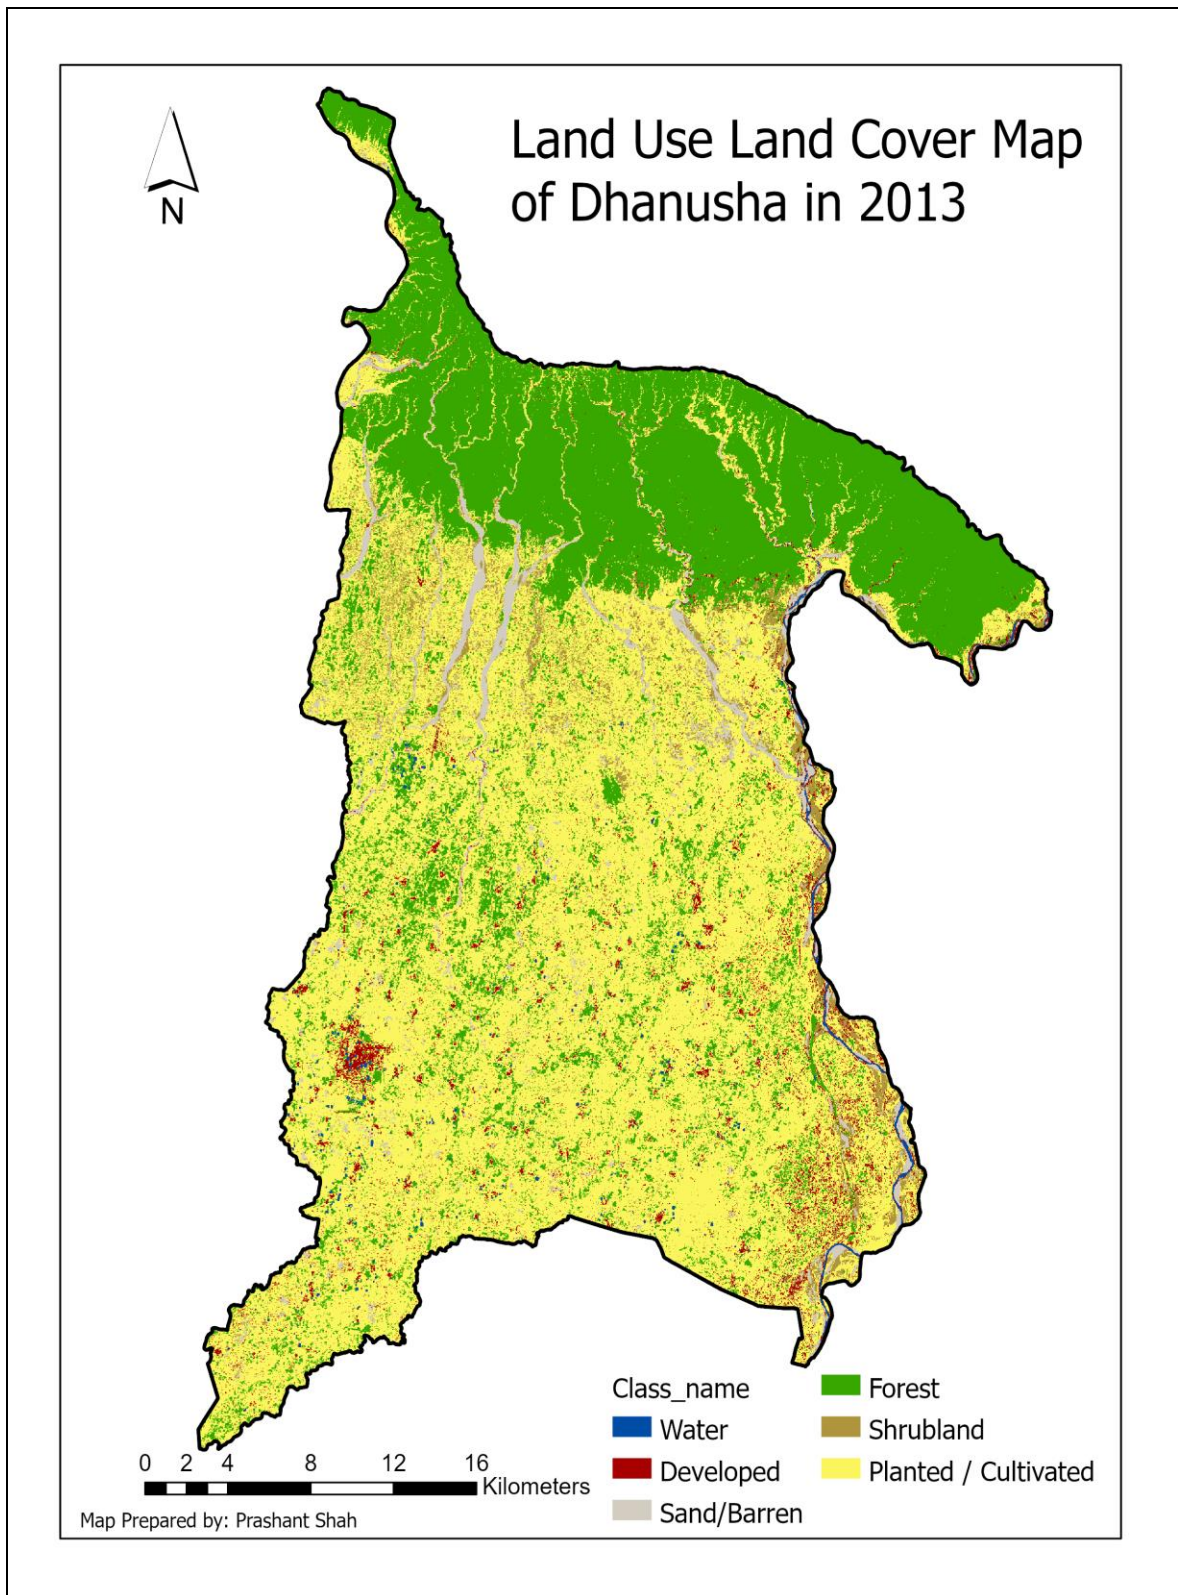 Land Use Land Cover Map
of Dhanusha in 2013
N
Class_name
Water
Developed
Sand/Barren
Forest
Shrubland
Planted / Cultivated
0 2 4 8 12 16
Kilometers
Map Prepared by: Prashant Shah